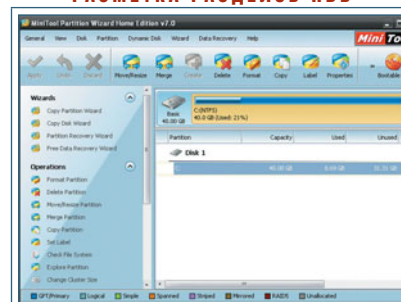 РАЗМЕТКА РАЗДЕЛОВ HDD
MiniTool Partition Wizard Home Edition v7.0
General View Disk Partition Dynamic Disk Wizard Data Recovery Help
Mini To
Apply Undo Discard Move/Resize Merge Create Delete Format Copy Label Properties Bootable
Wizards
Copy Partition Wizard
Copy Disk Wizard
Partition Recovery Wizard
Free Data Recovery Wizard
Operations
Format Partition
Delete Partition
Move/Resize Partition
Merge Partition
Copy Partition
Set Label
Check File System
Explore Partition
Change Cluster Size
Basic
40.00 GB
C:(NTFS)
40.0 GB (Used: 21%)
Partition Capacity Used Unused
Disk 1
C: 40.00 GB
GPT/Primary Logical Simple Spanned Striped Mirrored RAID5 Unallocated